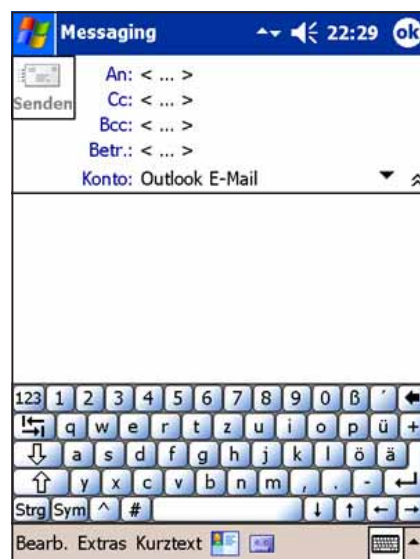 Messaging 22:29 ok
Senden
An: < ... >
Cc: < ... >
Bcc: < ... >
Betr.: < ... >
Konto: Outlook E-Mail
123 1 2 3 4 5 6 7 8 9 0 ß ´
q w e r t z u i o p ü +
a s d f g h j k l ö ä
y x c v b n m , . -
Strg Sym ^ #
Bearb. Extras Kurztext